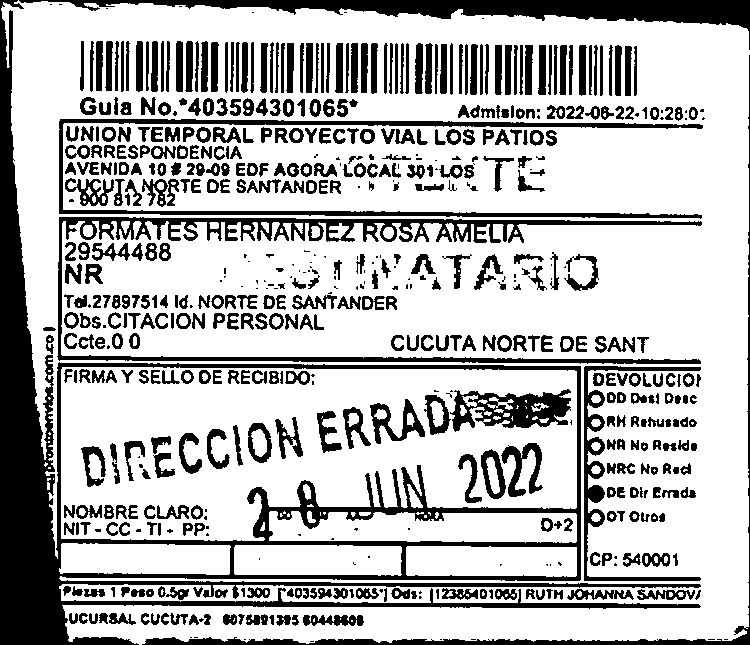 Guia No.*403594301065*
Admision: 2022-06-22-10:28:0
UNION TEMPORAL PROYECTO VIAL LOS PATIOS
CORRESPONDENCIA
AVENIDA 10 # 29-09 EDF AGORA LOCAL 301 LOS
CUCUTA NORTE DE SANTANDER
- 900 812 782
FORMATES HERNANDEZ ROSA AMELIA
29544488
NR
DESTINATARIO
Tel.27897514 Id. NORTE DE SANTANDER
Obs.CITACION PERSONAL
Ccte.0 0
CUCUTA NORTE DE SANT
prontoenvios.com.co
FIRMA Y SELLO DE RECIBIDO:
DIRECCION ERRADA
28 JUN 2022
NOMBRE CLARO:
HORA
NIT - CC - TI - PP:
D+2
DEVOLUCION
DD Dest Desc
RH Rehusado
NR No Reside
NRC No Recl
DE Dir Errada
OT Otros
CP: 540001
Piezas 1 Peso 0.5gr Valor $1300 [*403594301065*] Ods: [12385401065] RUTH JOHANNA SANDOVA
UCURSAL CUCUTA-2